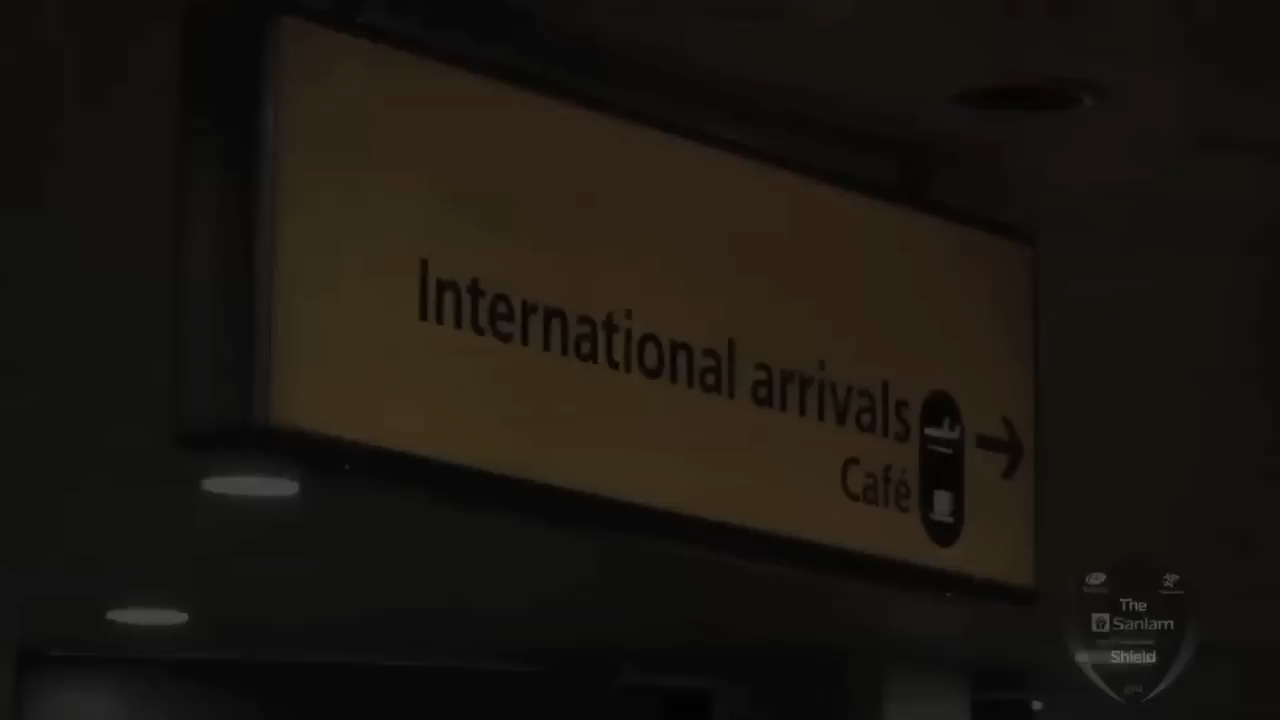 International arrivals
Café
The
Sanlam
Shield